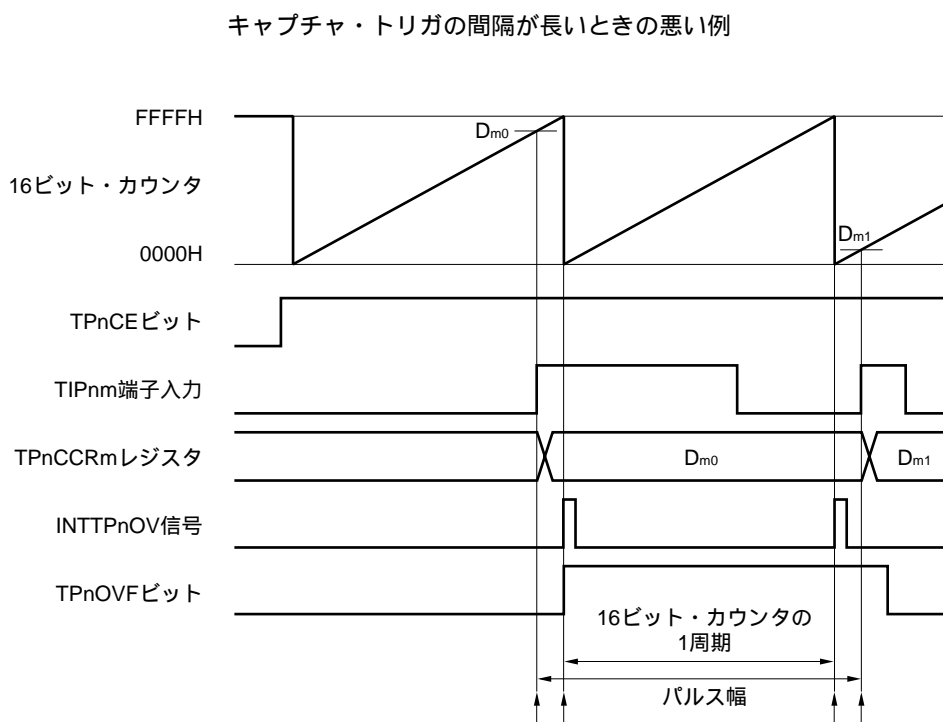 キャプチャ・トリガの間隔が長いときの悪い例
FFFFH
Dm0
16ビット・カウンタ
Dm1
0000H
TPnCEビット
TIPnm端子入力
TPnCCRmレジスタ
Dm0
Dm1
INTTPnOV信号
TPnOVFビット
16ビット・カウンタの
1周期
パルス幅